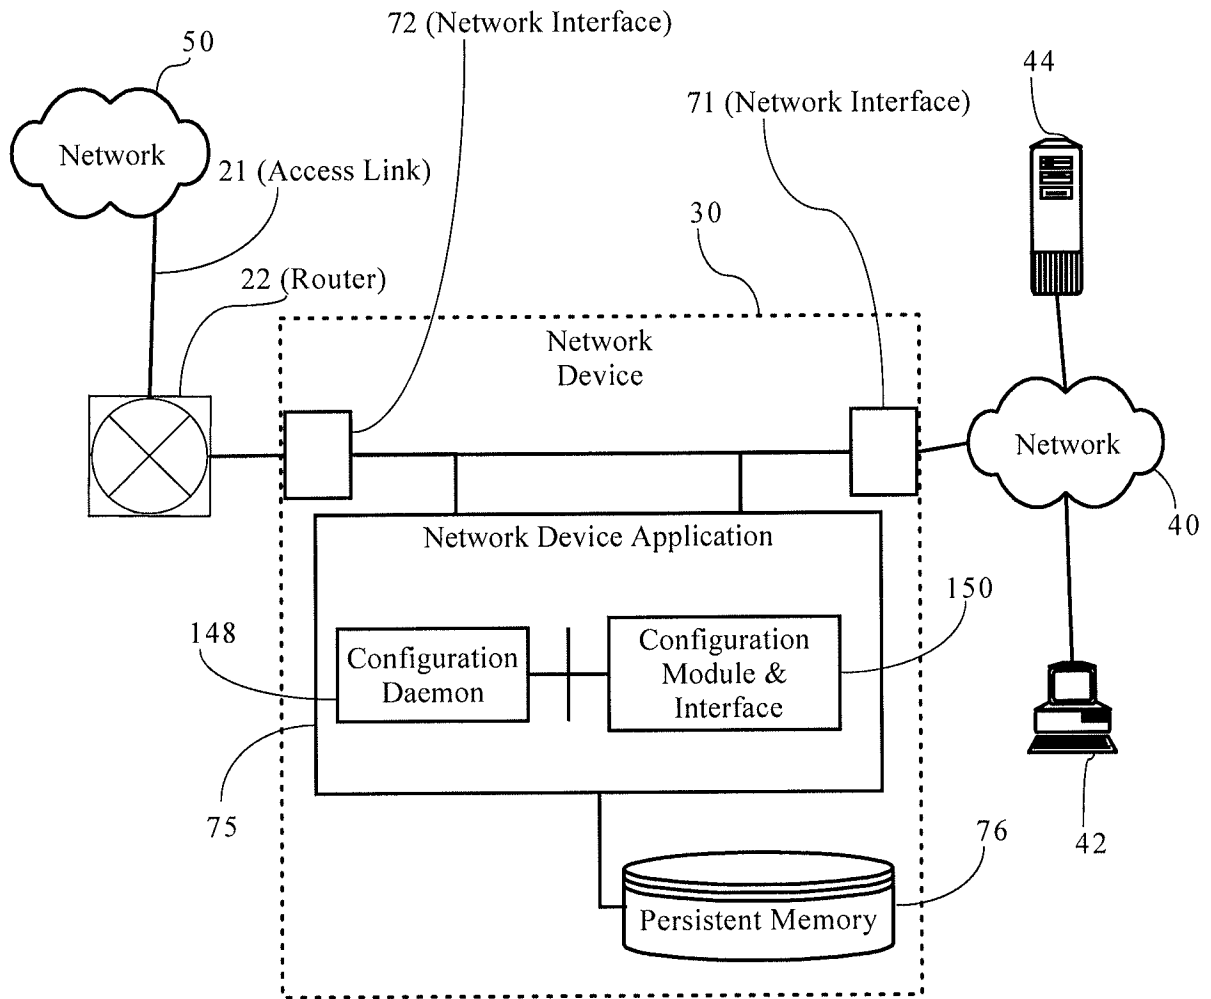 72 (Network Interface)
50
44
71 (Network Interface)
Network
21 (Access Link)
30
22 (Router)
Network
Device
Network
40
Network Device Application
150
148
Configuration
Daemon
Configuration
Module &
Interface
75
76
42
Persistent Memory